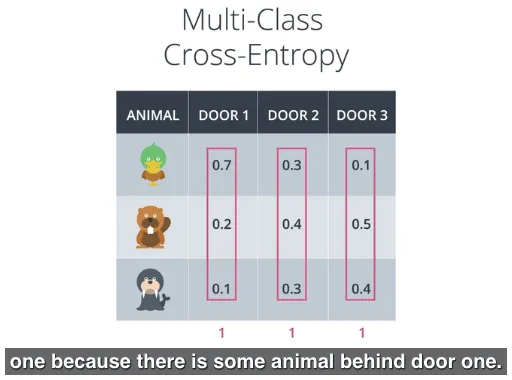 Multi-Class
Cross-Entropy
ANIMAL DOOR 1 DOOR 2 DOOR 3
0.7 0.3 0.1
0.2 0.4 0.5
0.1 0.3 0.4
1 1 1
one because there is some animal behind door one.